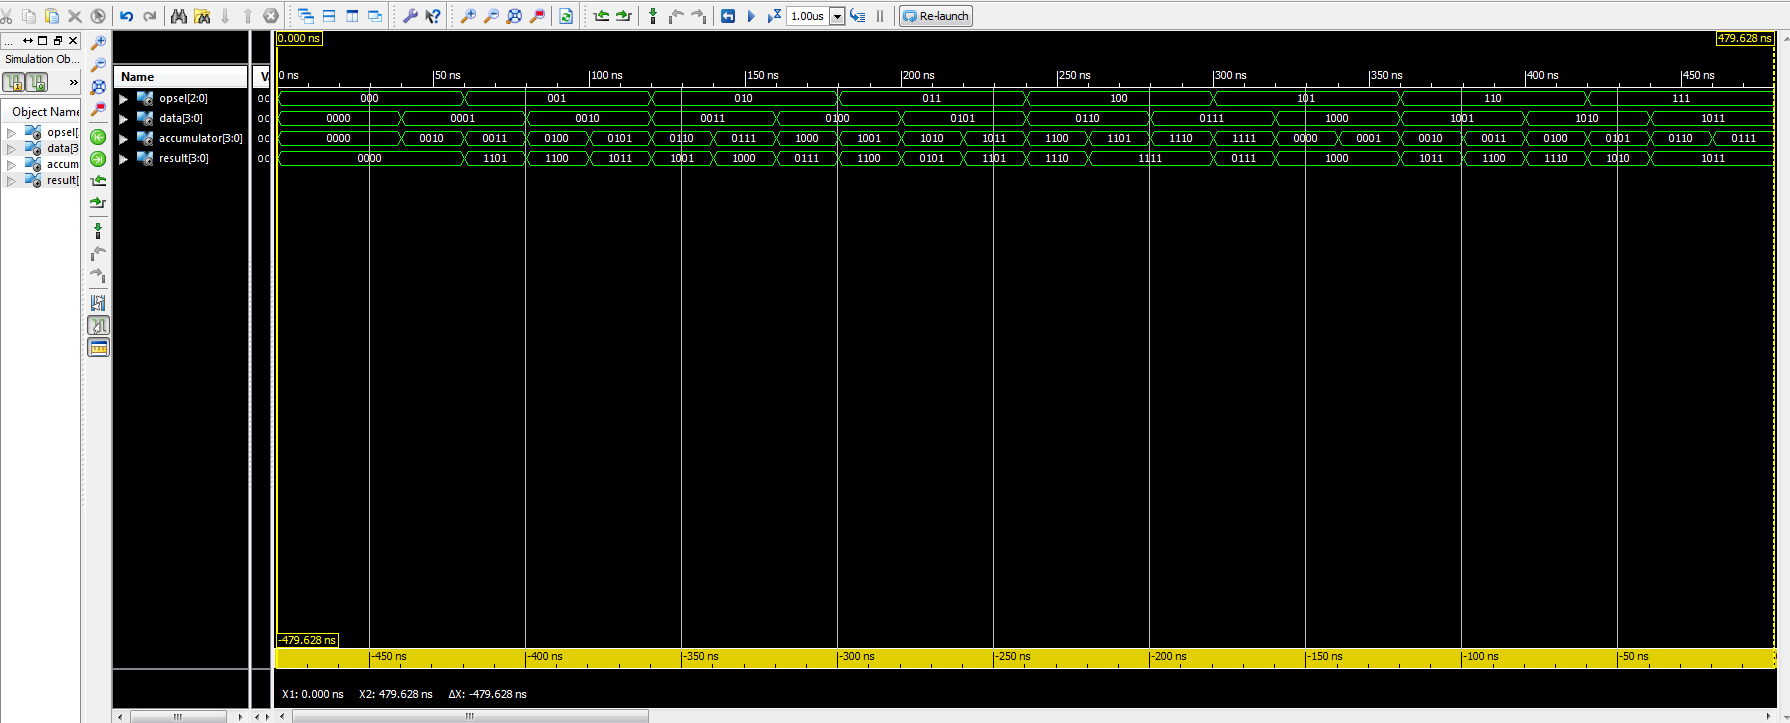 1.00us
Re-launch
...
Simulation Ob...
»
Object Name
opsel[
data[3
accum
result[
Name
opsel[2:0]
data[3:0]
accumulator[3:0]
result[3:0]
0.000 ns 479.628 ns
0 ns 50 ns 100 ns 150 ns 200 ns 250 ns 300 ns 350 ns 400 ns 450 ns
000 001 010 011 100 101 110 111
0000 0001 0010 0011 0100 0101 0110 0111 1000 1001 1010 1011
0000 0010 0011 0100 0101 0110 0111 1000 1001 1010 1011 1100 1101 1110 1111 0000 0001 0010 0011 0100 0101 0110 0111
0000 1101 1100 1011 1001 1000 0111 1100 0101 1101 1110 1111 0111 1000 1011 1100 1110 1010 1011
-479.628 ns
-450 ns -400 ns -350 ns -300 ns -250 ns -200 ns -150 ns -100 ns -50 ns
X1: 0.000 ns X2: 479.628 ns ΔX: -479.628 ns